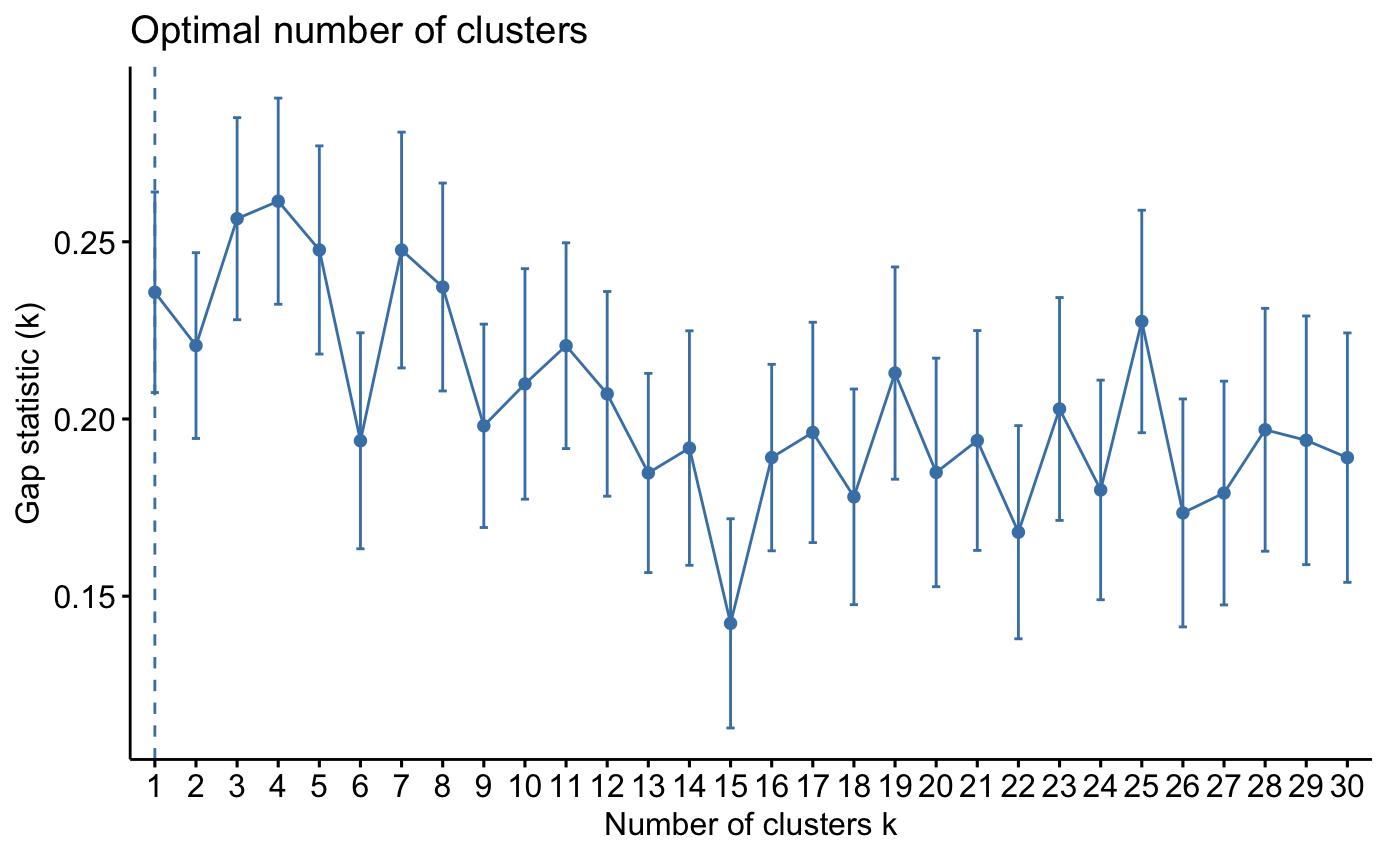 Optimal number of clusters
Gap statistic (k)
0.25
0.20
0.15
1 2 3 4 5 6 7 8 9 10 11 12 13 14 15 16 17 18 19 20 21 22 23 24 25 26 27 28 29 30
Number of clusters k